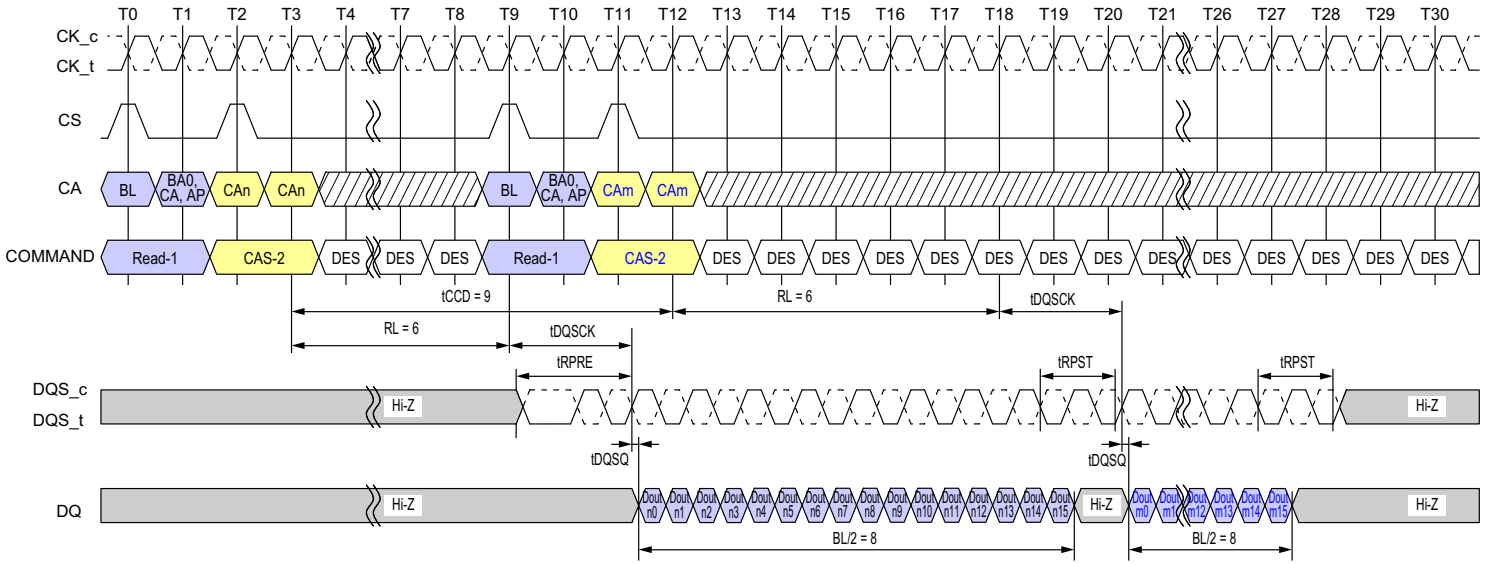 T0 T1 T2 T3 T4 T7 T8 T9 T10 T11 T12 T13 T14 T15 T16 T17 T18 T19 T20 T21 T26 T27 T28 T29 T30
CK_c
CK_t
CS
CA BL BA0, CA, AP CAn CAn BL BA0, CA, AP CAm CAm
COMMAND Read-1 CAS-2 DES DES DES Read-1 CAS-2 DES DES DES DES DES DES DES DES DES DES DES DES DES DES
tCCD = 9 RL = 6 tDQSCK
RL = 6 tDQSCK
tRPRE tRPST tRPST
DQS_c
DQS_t
Hi-Z Hi-Z
tDQSQ tDQSQ
DQ Hi-Z Dout n0 Dout n1 Dout n2 Dout n3 Dout n4 Dout n5 Dout n6 Dout n7 Dout n8 Dout n9 Dout n10 Dout n11 Dout n12 Dout n13 Dout n14 Dout n15 Hi-Z Dout m0 Dout m1 Dout m12 Dout m13 Dout m14 Dout m15 Hi-Z
BL/2 = 8 BL/2 = 8